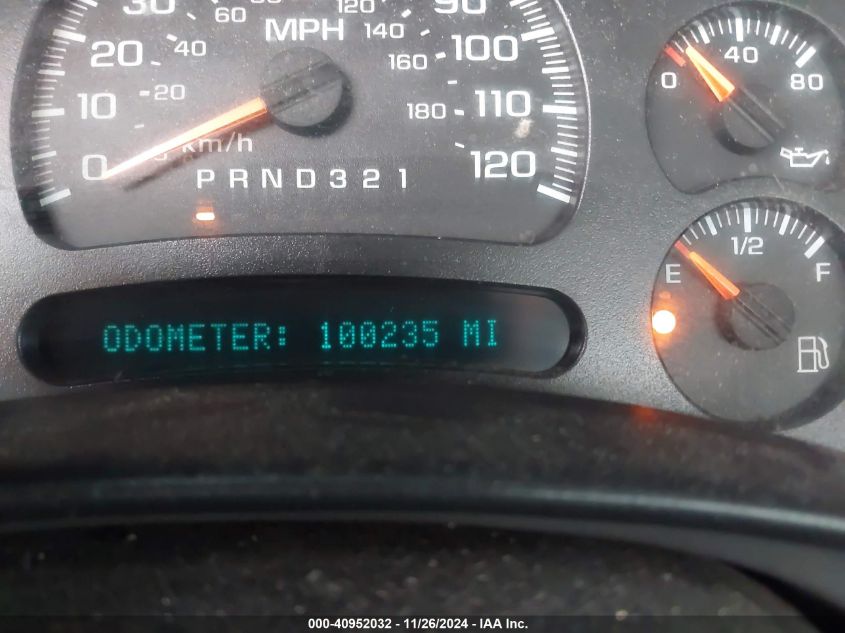 30 60 80 120 90
MPH 140
20 40 160 100
10 20 180 110
0 km/h 120
PRND321
0 40 80
E 1/2 F
ODOMETER: 100235 MI
000-40952032 - 11/26/2024 - IAA Inc.